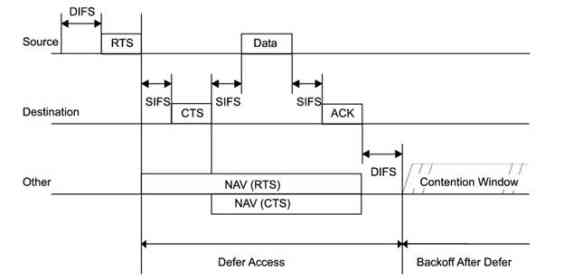 DIFS
Source
RTS
Data
SIFS
SIFS
SIFS
Destination
CTS
ACK
DIFS
Other
NAV (RTS)
Contention Window
NAV (CTS)
Defer Access
Backoff After Defer